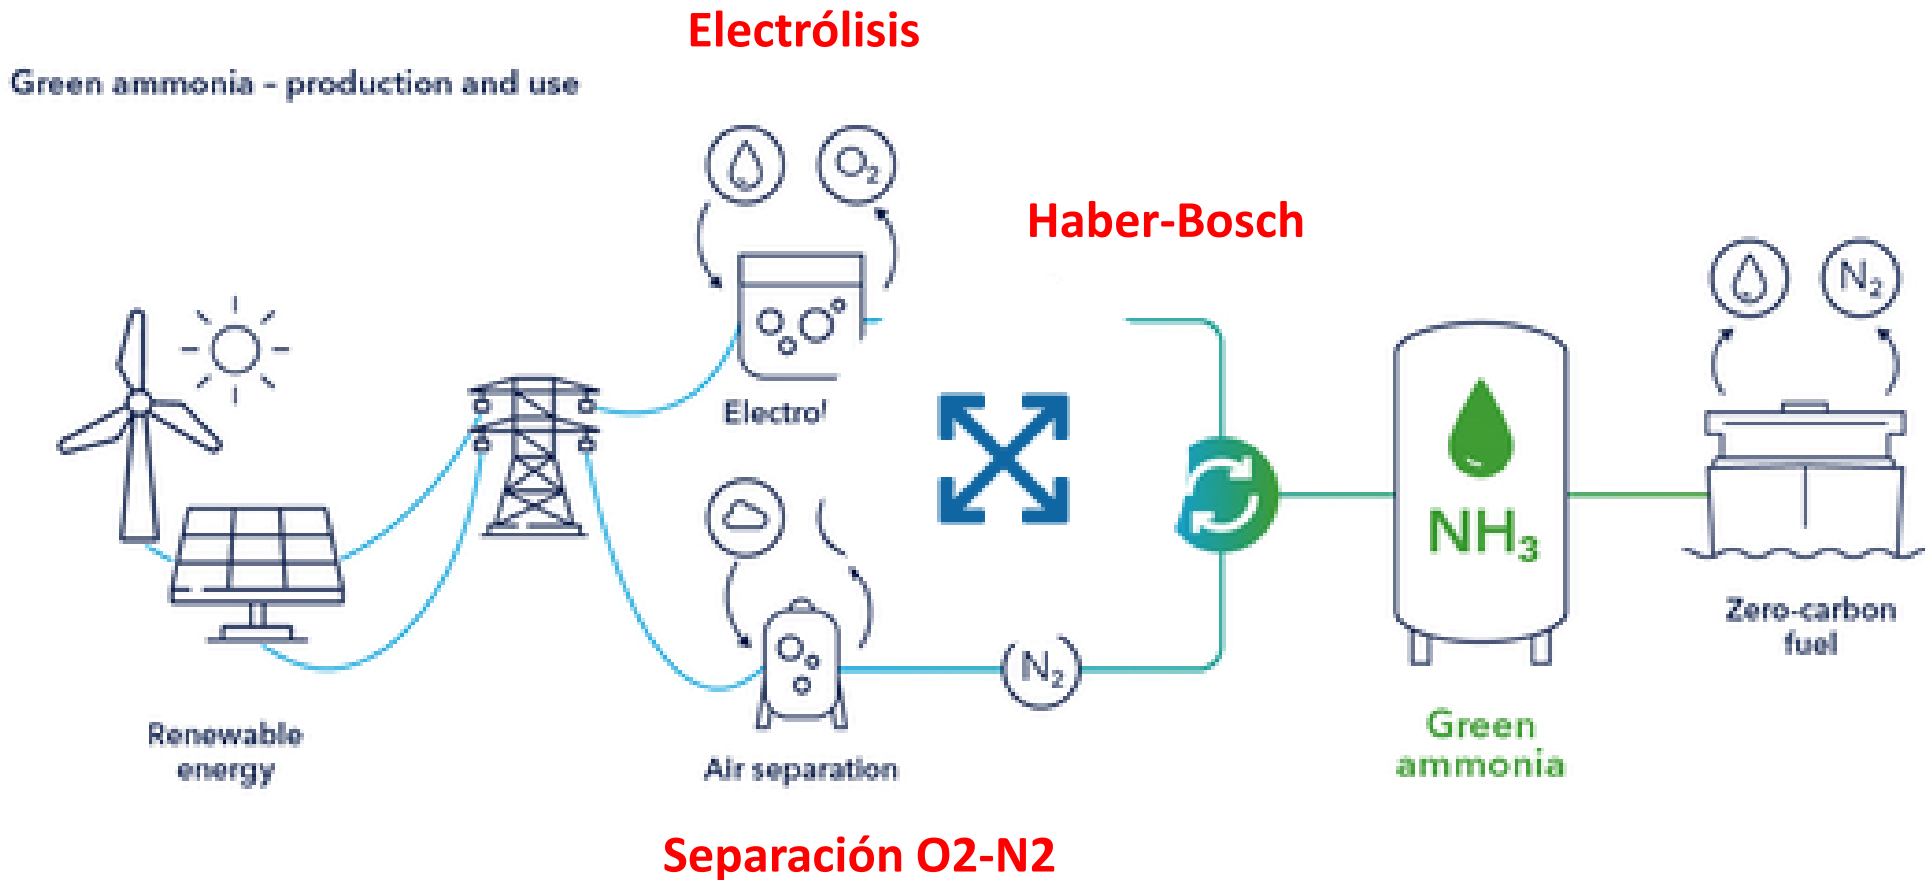 Electrólisis
Green ammonia – production and use
O₂
Haber-Bosch
N₂
Electrol
NH₃
N₂
Zero-carbon
fuel
Renewable
energy
Air separation
Green
ammonia
Separación O2-N2